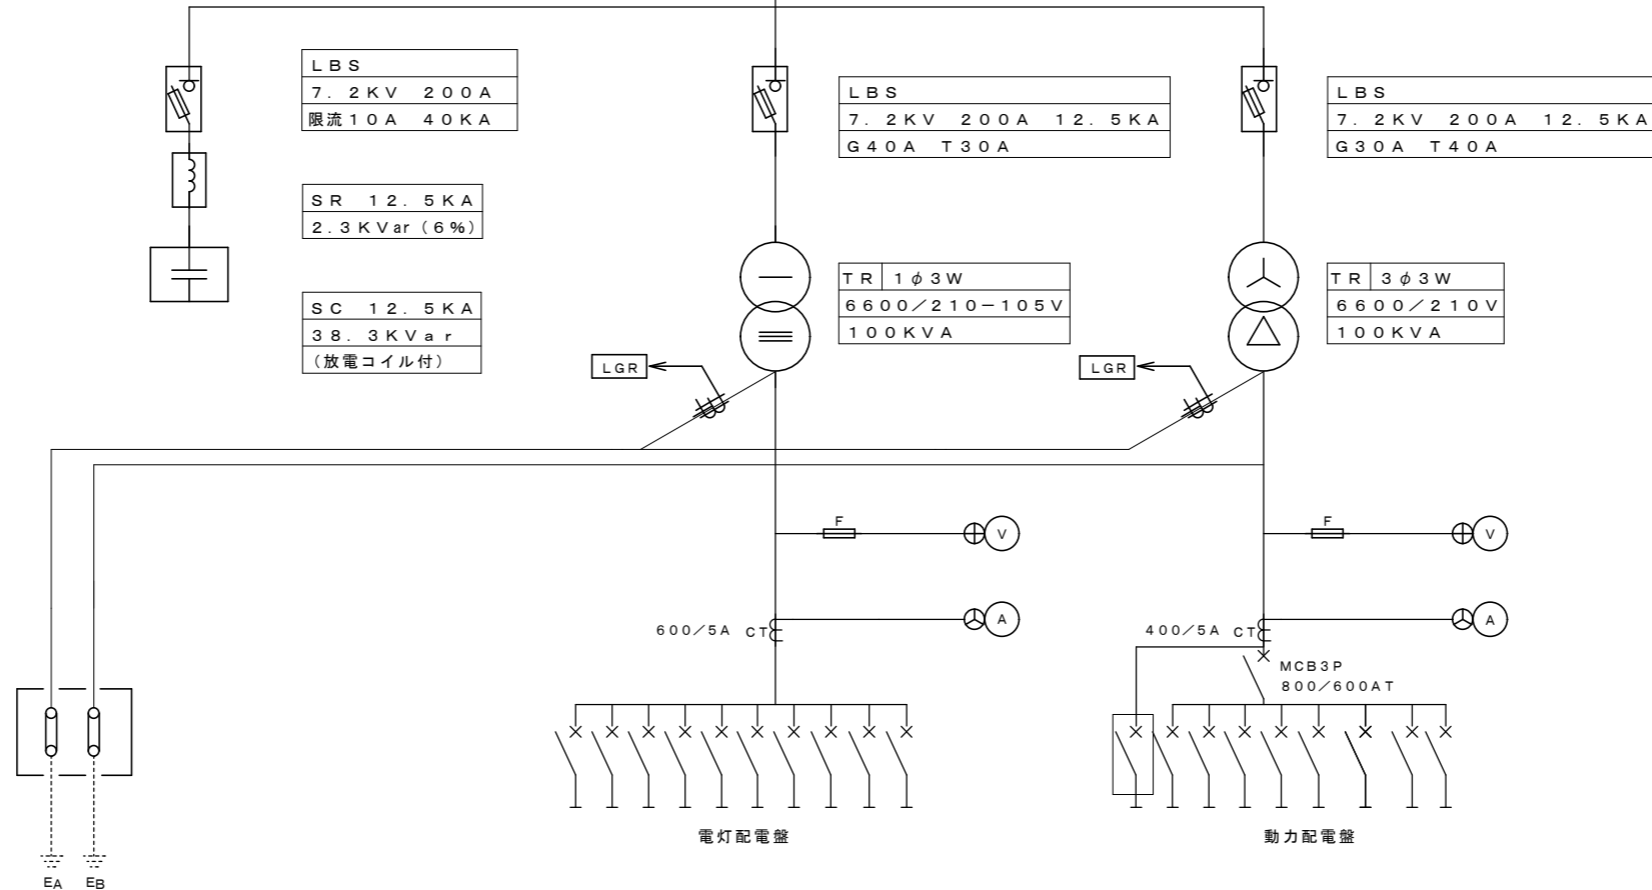 LBS
7.2KV 200A
限流10A 40KA
SR 12.5KA
2.3KVar(6%)
SC 12.5KA
38.3KVar
(放電コイル付)
LBS
7.2KV 200A 12.5KA
G40A T30A
TR 1φ3W
6600/210-105V
100KVA
LGR
LBS
7.2KV 200A 12.5KA
G30A T40A
TR 3φ3W
6600/210V
100KVA
LGR
F
V
F
V
600/5A CT
A
400/5A CT
A
MCB3P
800/600AT
電灯配電盤
動力配電盤
EA
EB